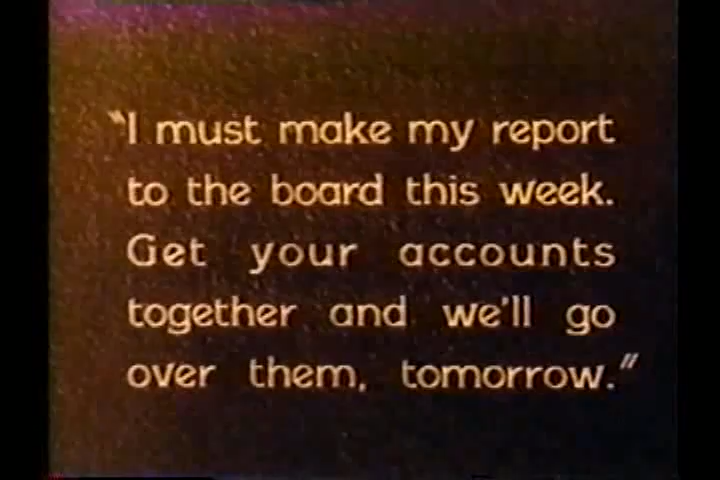 "I must make my report
to the board this week.
Get your accounts
together and we'll go
over them, tomorrow."